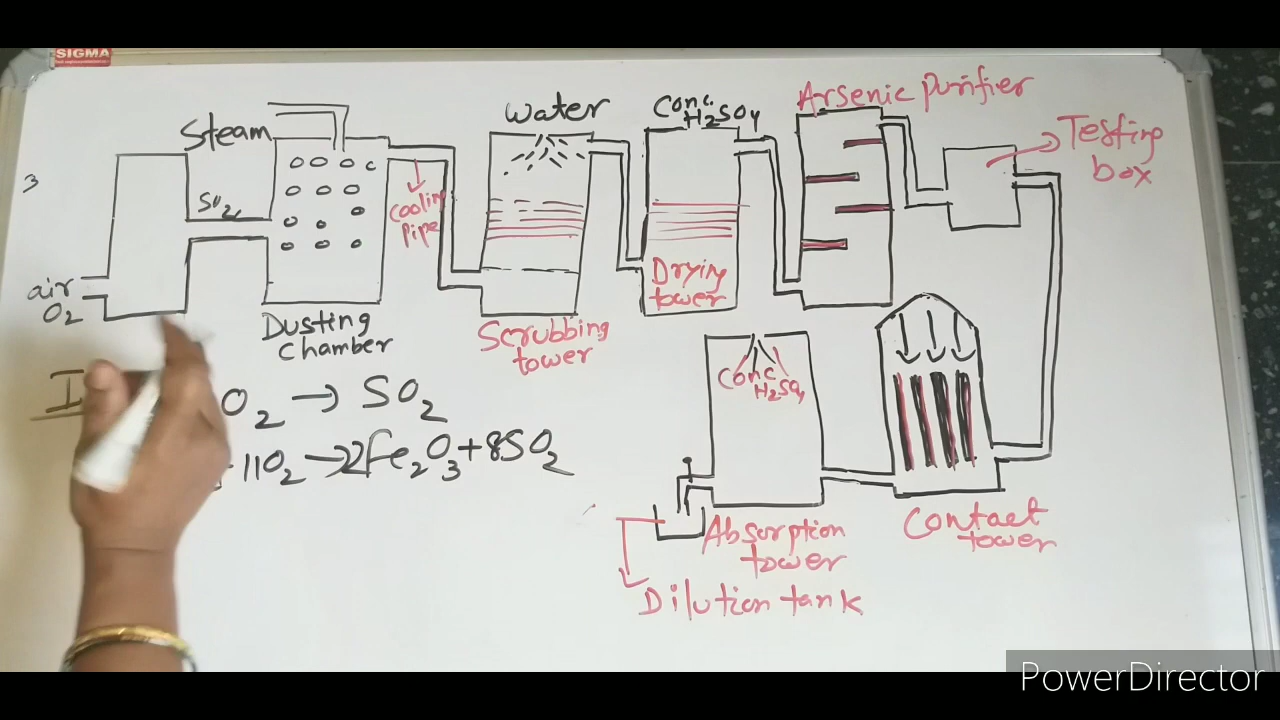 SIGMA
Steam
Water
Conc.
H2SO4
Arsenic purifier
Testing
box
SO2
Cooling
pipe
air
O2
Dusting
Chamber
Scrubbing
tower
Drying
tower
Conc
H2SO4
I
O2 → SO2
11O2 → 2Fe2O3 + 8SO2
Absorption
tower
Contact
tower
Dilution tank
PowerDirector